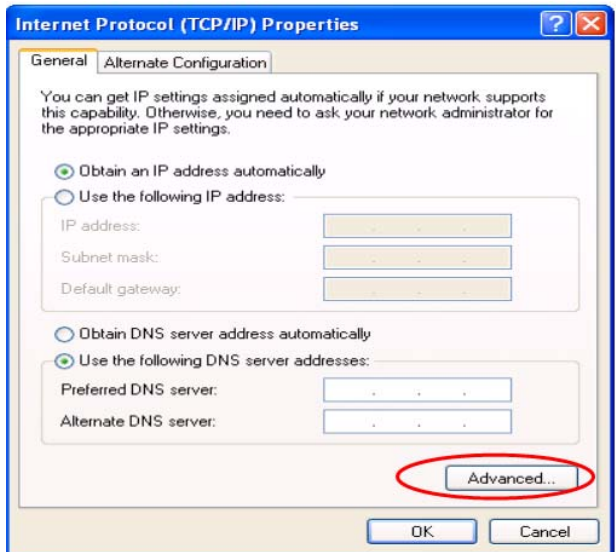 Internet Protocol (TCP/IP) Properties
General
Alternate Configuration
You can get IP settings assigned automatically if your network supports
this capability. Otherwise, you need to ask your network administrator for
the appropriate IP settings.
Obtain an IP address automatically
Use the following IP address:
IP address:
Subnet mask:
Default gateway:
Obtain DNS server address automatically
Use the following DNS server addresses:
Preferred DNS server:
Alternate DNS server:
Advanced...
OK
Cancel